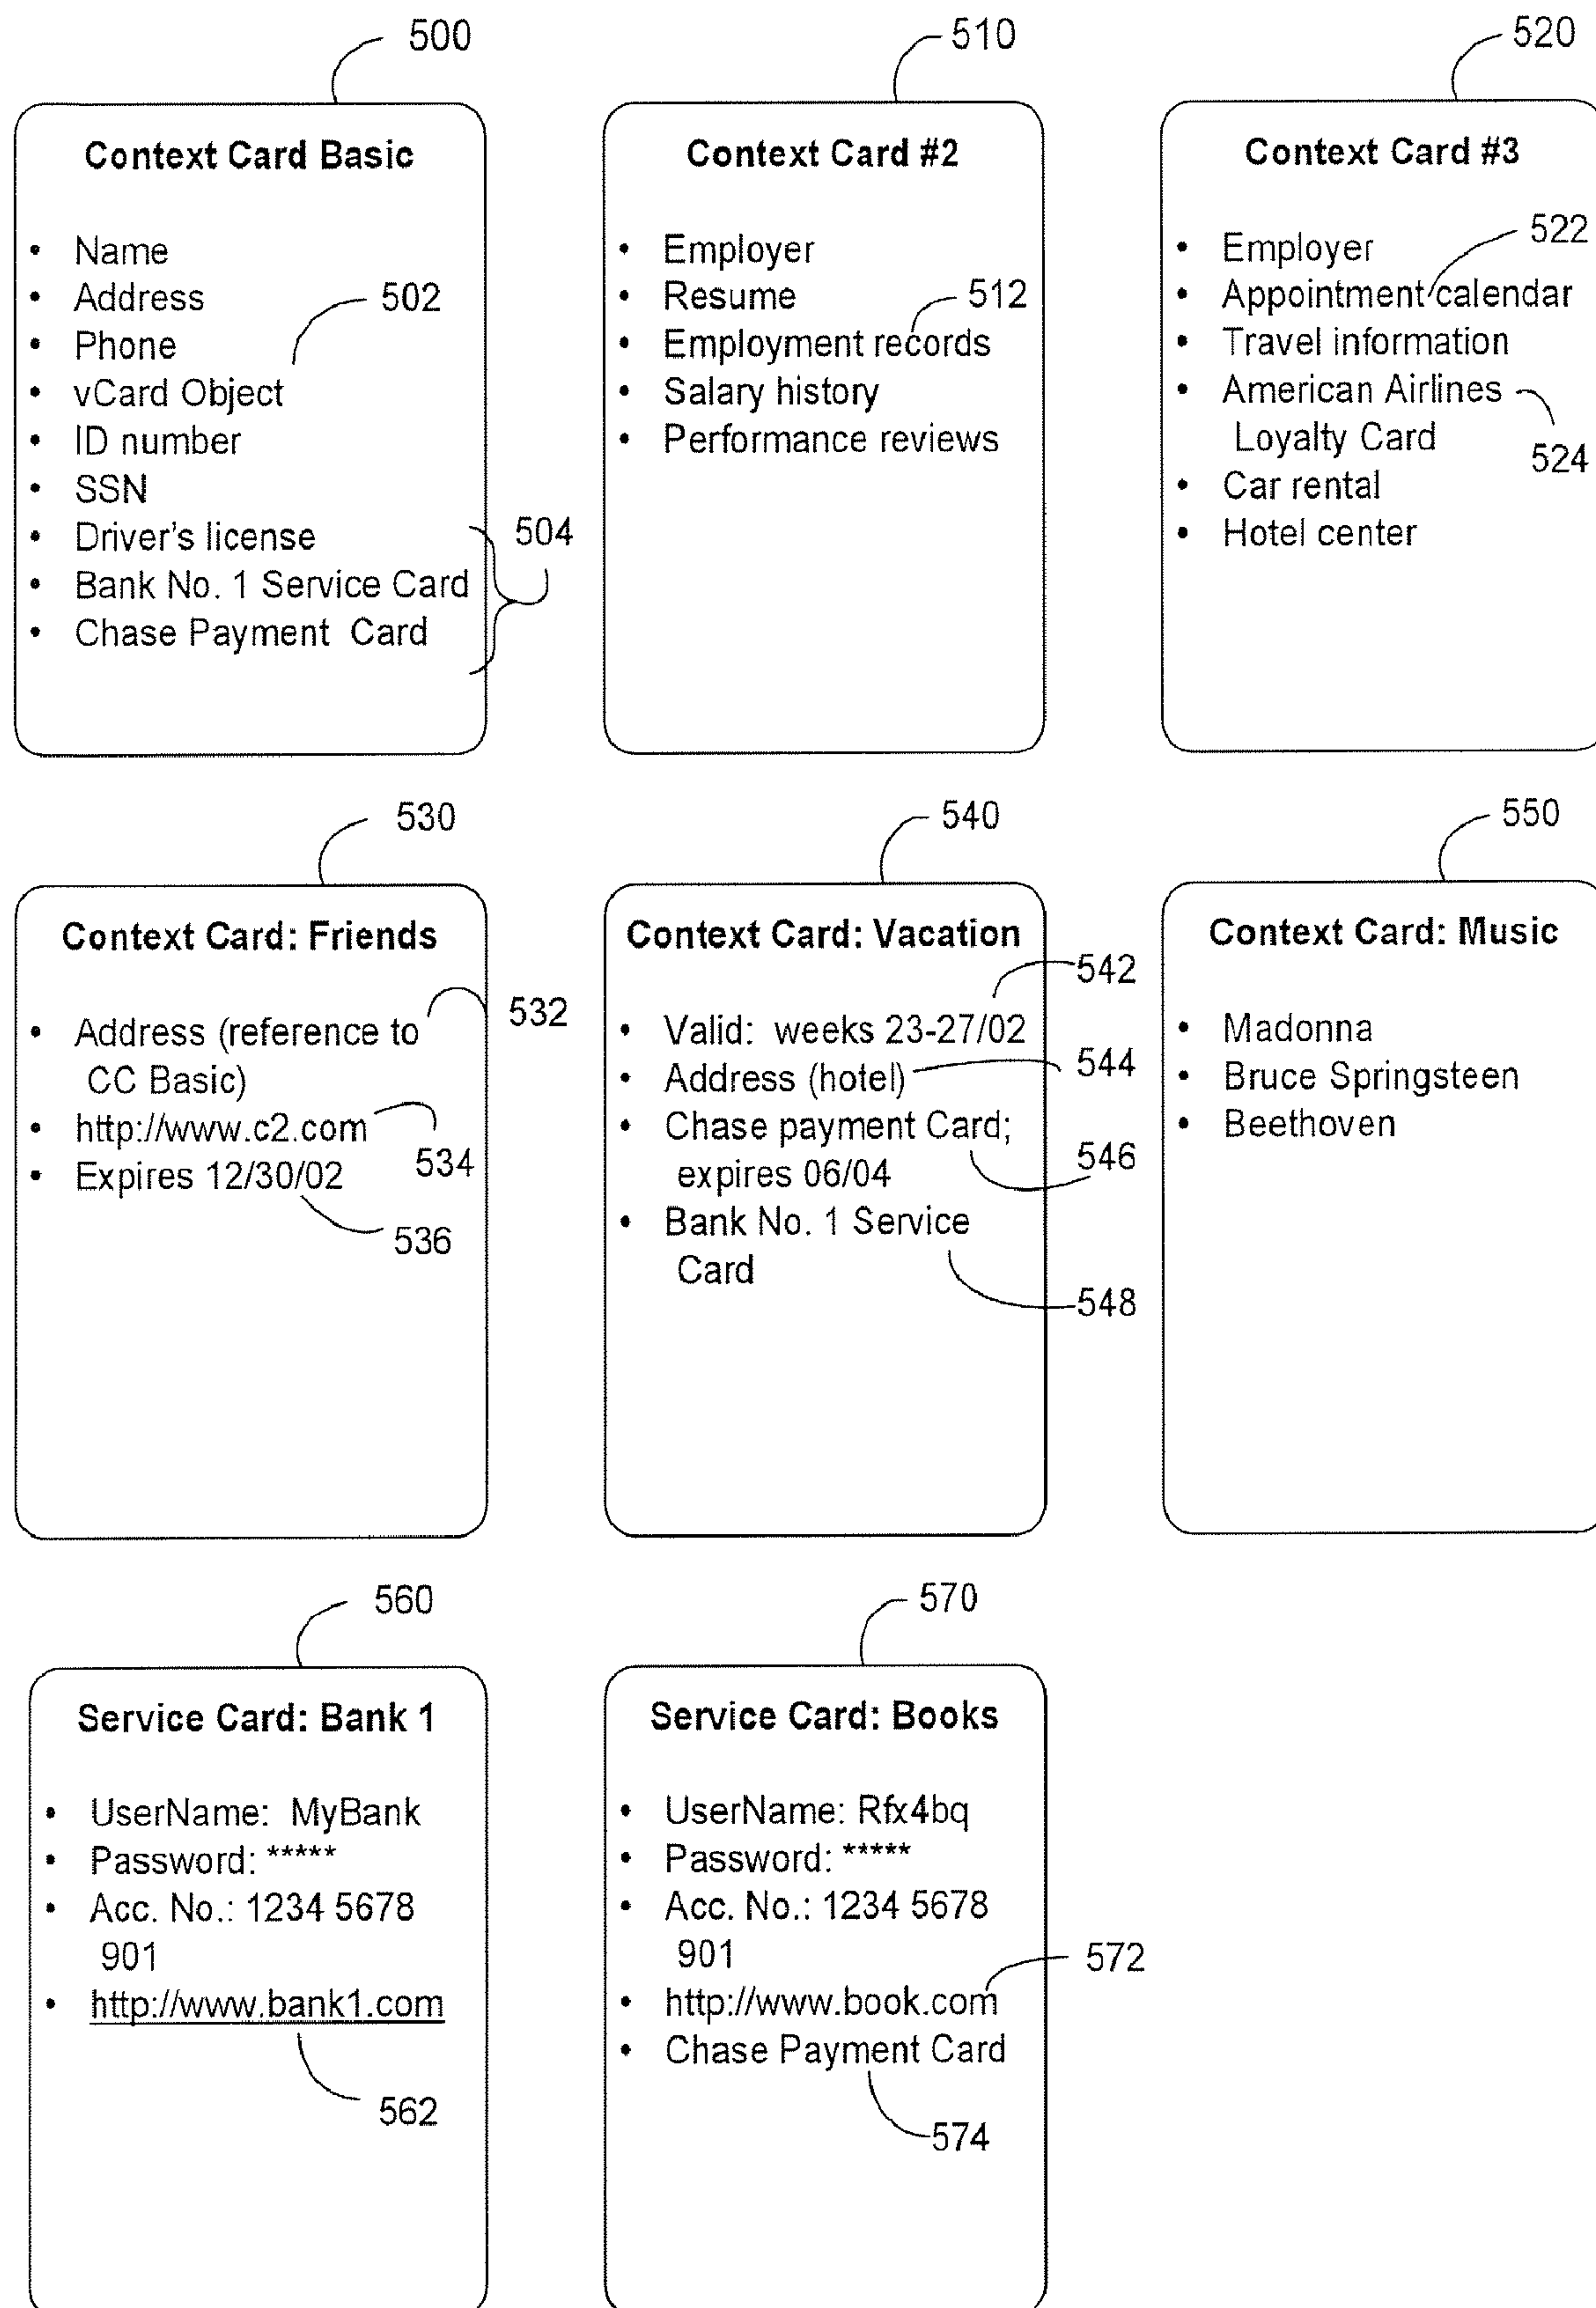 500
Context Card Basic
• Name
• Address
502
• Phone
• vCard Object
• ID number
• SSN
• Driver's license
504
• Bank No. 1 Service Card
• Chase Payment Card
510
Context Card #2
• Employer
• Resume
512
• Employment records
• Salary history
• Performance reviews
520
Context Card #3
522
• Employer
• Appointment calendar
• Travel information
• American Airlines
Loyalty Card
524
• Car rental
• Hotel center
530
Context Card: Friends
532
• Address (reference to
CC Basic)
• http://www.c2.com
534
• Expires 12/30/02
536
540
Context Card: Vacation
542
• Valid: weeks 23-27/02
• Address (hotel)
544
• Chase payment Card;
546
expires 06/04
• Bank No. 1 Service
Card
548
550
Context Card: Music
• Madonna
• Bruce Springsteen
• Beethoven
560
Service Card: Bank 1
• UserName: MyBank
• Password: *****
• Acc. No.: 1234 5678
901
• http://www.bank1.com
562
570
Service Card: Books
• UserName: Rfx4bq
• Password: *****
• Acc. No.: 1234 5678
901
572
• http://www.book.com
• Chase Payment Card
574